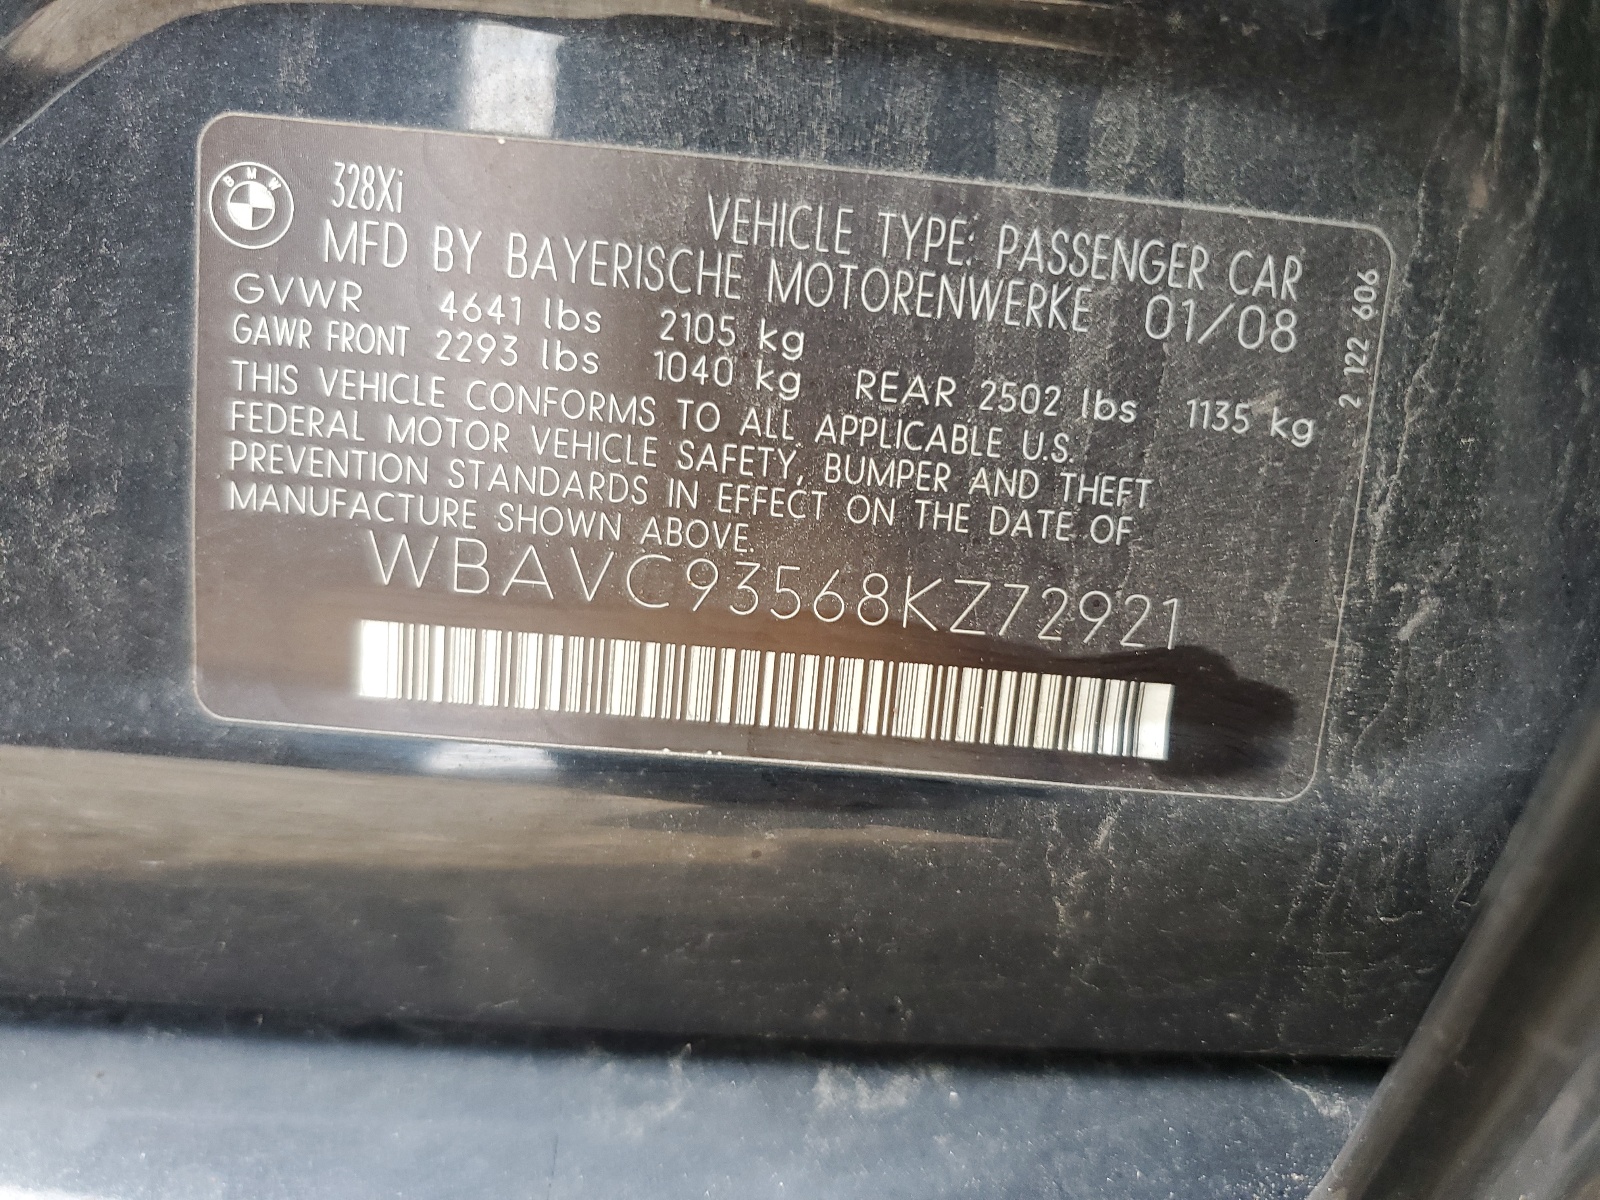 BMW
328Xi
VEHICLE TYPE: PASSENGER CAR
MFD BY BAYERISCHE MOTORENWERKE 01/08
GVWR 4641 lbs 2105 kg
GAWR FRONT 2293 lbs 1040 kg REAR 2502 lbs 1135 kg
THIS VEHICLE CONFORMS TO ALL APPLICABLE U.S.
FEDERAL MOTOR VEHICLE SAFETY, BUMPER AND THEFT
PREVENTION STANDARDS IN EFFECT ON THE DATE OF
MANUFACTURE SHOWN ABOVE.
WBAVC93568KZ72921
2 122 606